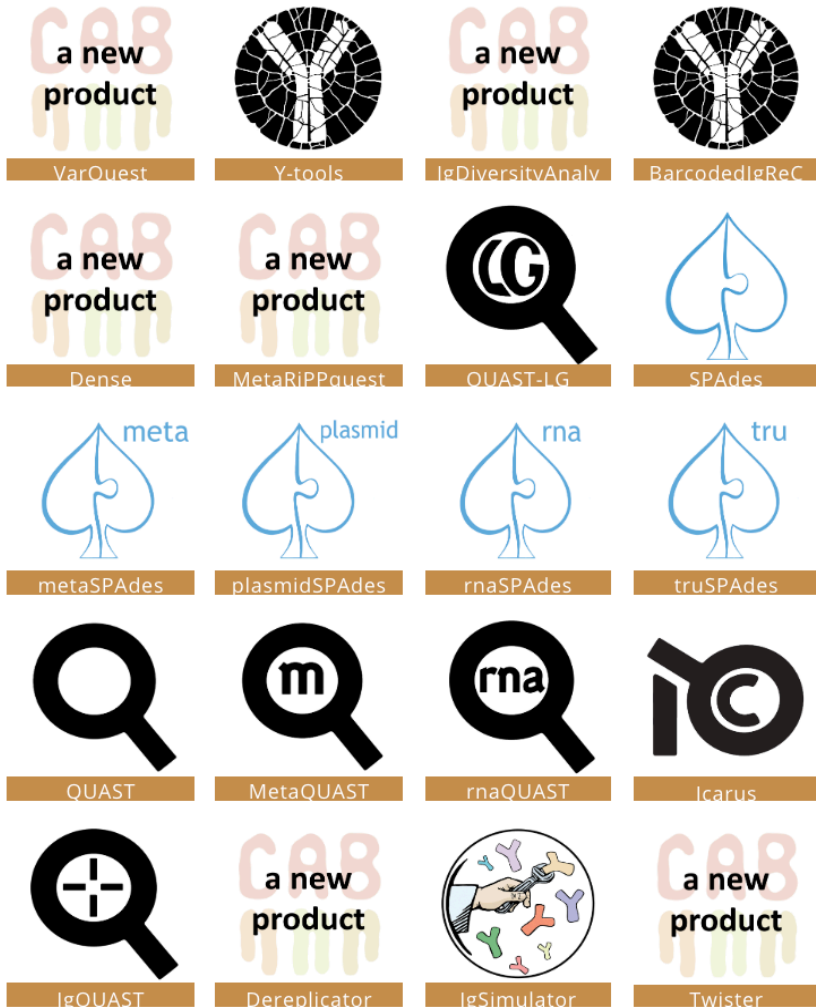 CAB
a new
product
VarQuest
Y
Y-tools
CAB
a new
product
IgDiversityAnaly
Y
BarcodedIgReC
CAB
a new
product
Dense
CAB
a new
product
MetaRiPPquest
LG
QUAST-LG
SPAdes
meta
metaSPAdes
plasmid
plasmidSPAdes
rna
rnaSPAdes
tru
truSPAdes
QUAST
m
MetaQUAST
rna
rnaQUAST
ic
Icarus
IgQUAST
CAB
a new
product
Dereplicator
IgSimulator
CAB
a new
product
Twister